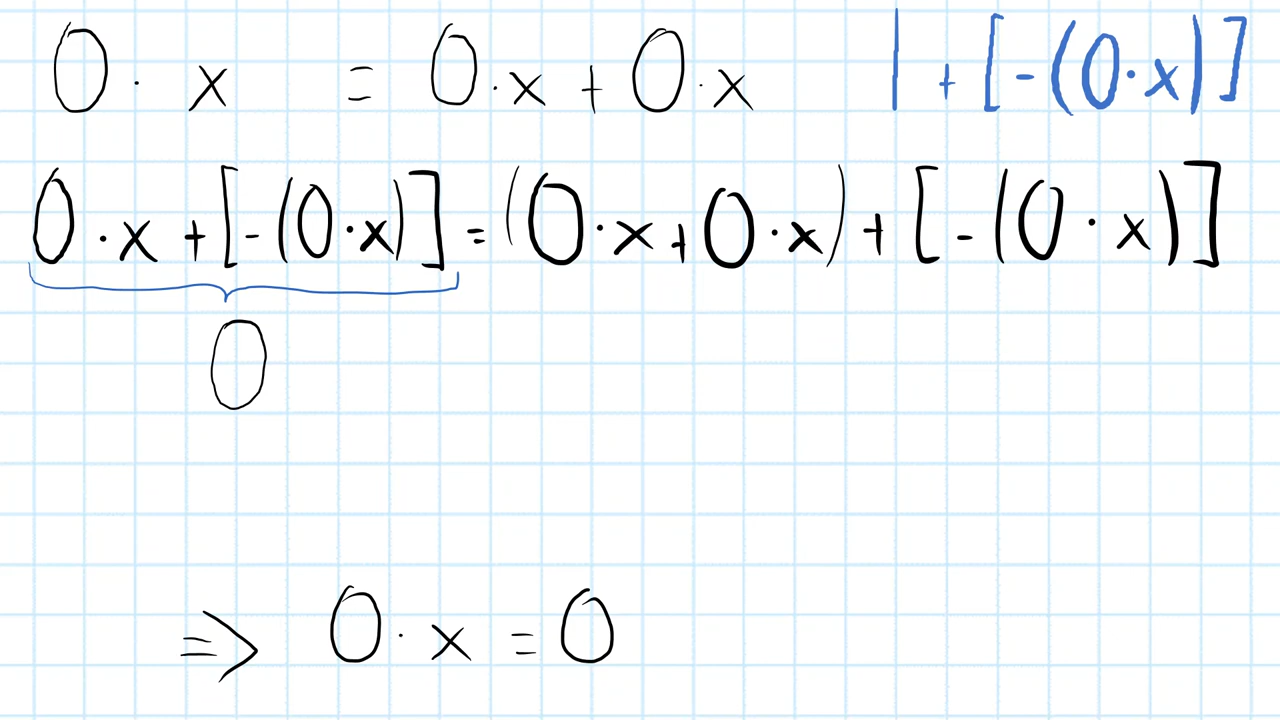 0 · x = 0 · x + 0 · x | + [-(0 · x)]
0 · x + [-(0 · x)] = (0 · x + 0 · x) + [-(0 · x)]
0
⇒ 0 · x = 0